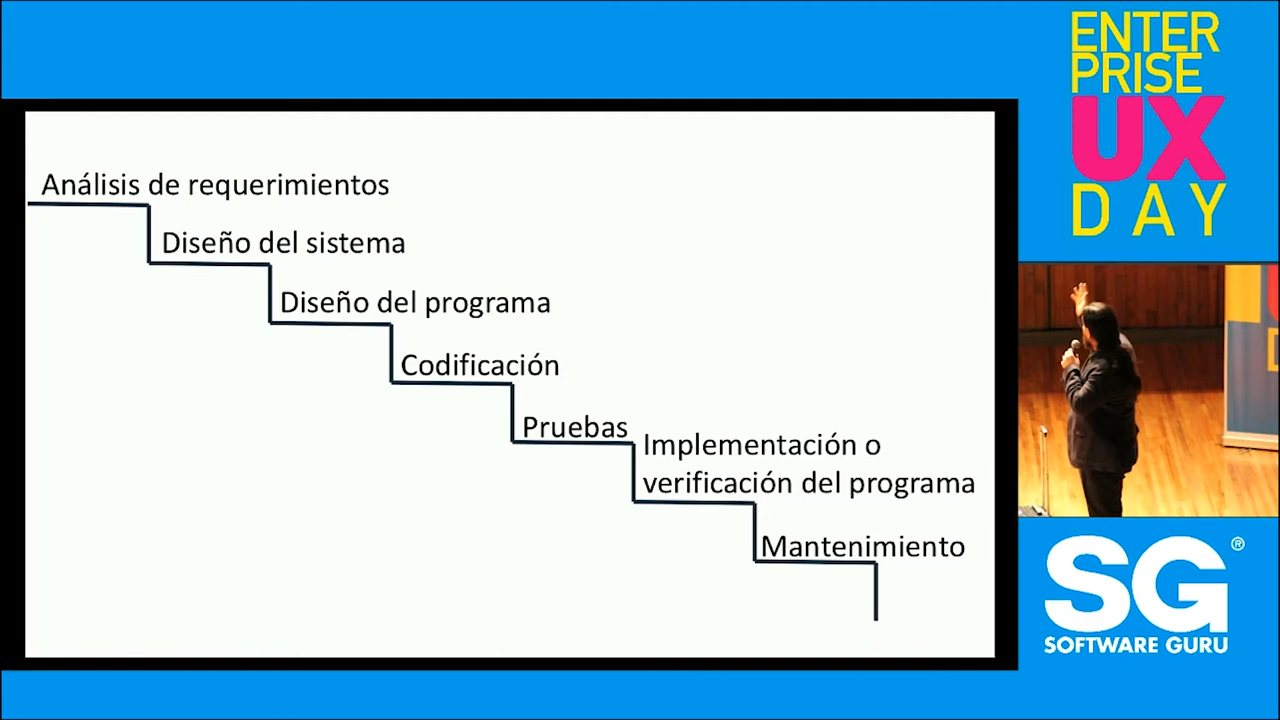 ENTER
PRISE
UX
DAY
Análisis de requerimientos
Diseño del sistema
Diseño del programa
Codificación
Pruebas
Implementación o
verificación del programa
Mantenimiento
SG®
SOFTWARE GURU